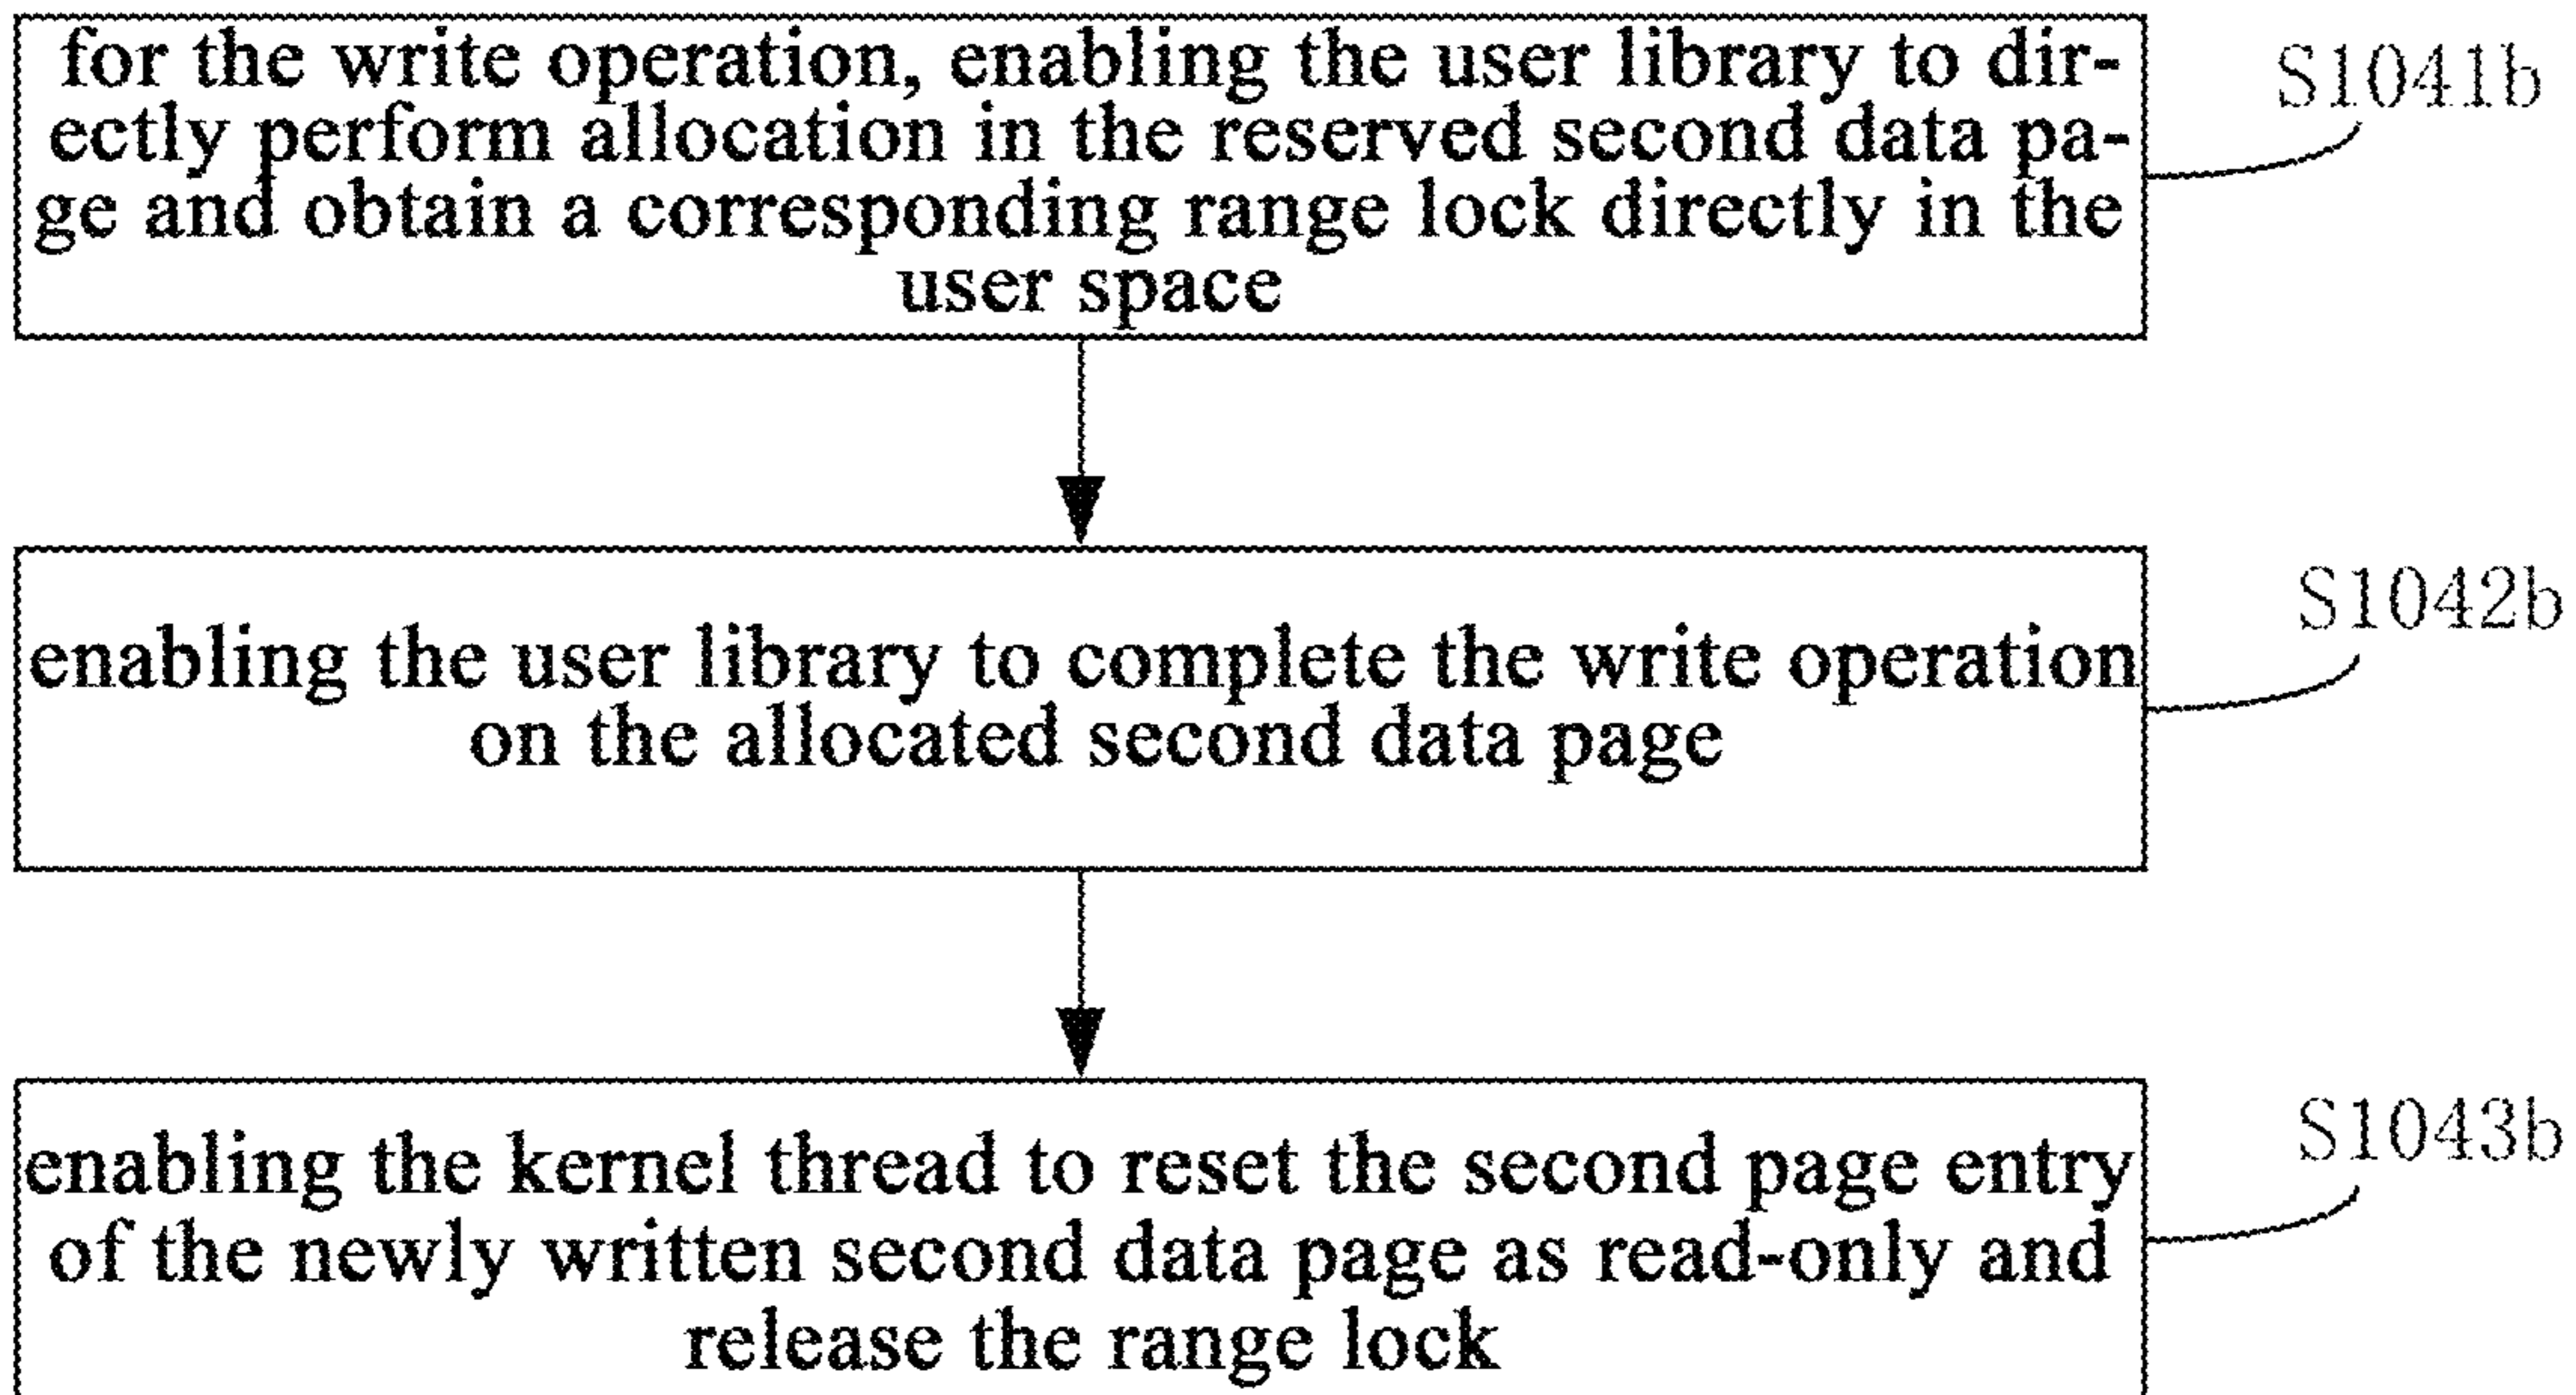 for the write operation, enabling the user library to dir-
ectly perform allocation in the reserved second data pa-
ge and obtain a corresponding range lock directly in the
user space
S1041b
enabling the user library to complete the write operation
on the allocated second data page
S1042b
enabling the kernel thread to reset the second page entry
of the newly written second data page as read-only and
release the range lock
S1043b